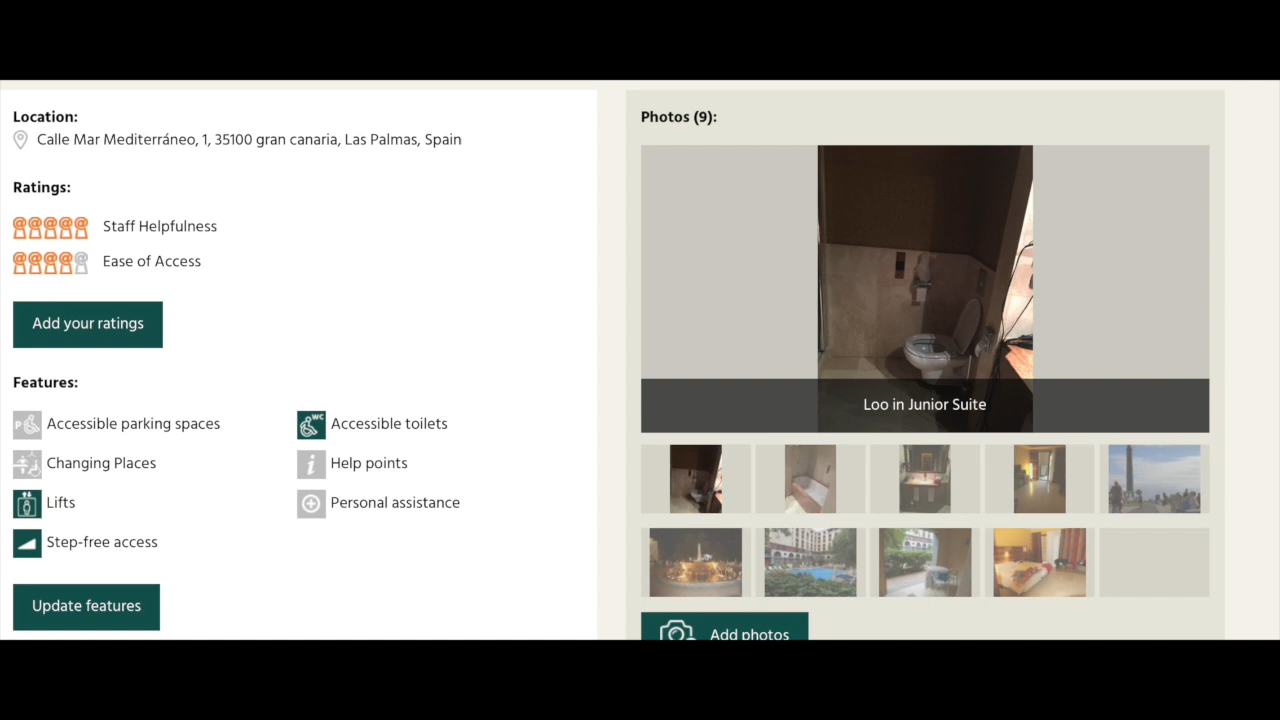 Location:
Calle Mar Mediterráneo, 1, 35100 gran canaria, Las Palmas, Spain
Ratings:
Staff Helpfulness
Ease of Access
Add your ratings
Features:
P Accessible parking spaces
WC Accessible toilets
Changing Places
i Help points
Lifts
Personal assistance
Step-free access
Update features
Photos (9):
Loo in Junior Suite
Add photos